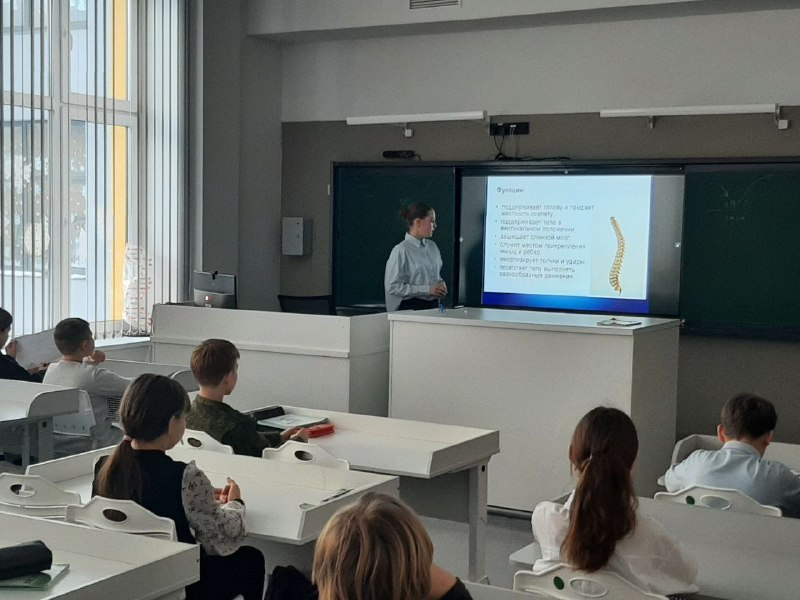 Функции:
поддерживает голову и придает
жесткость скелету
поддерживает тело в
вертикальном положении
защищает спинной мозг
служит местом прикрепления
мышц и ребер
амортизирует толчки и удары
позволяет телу выполнять
разнообразные движения